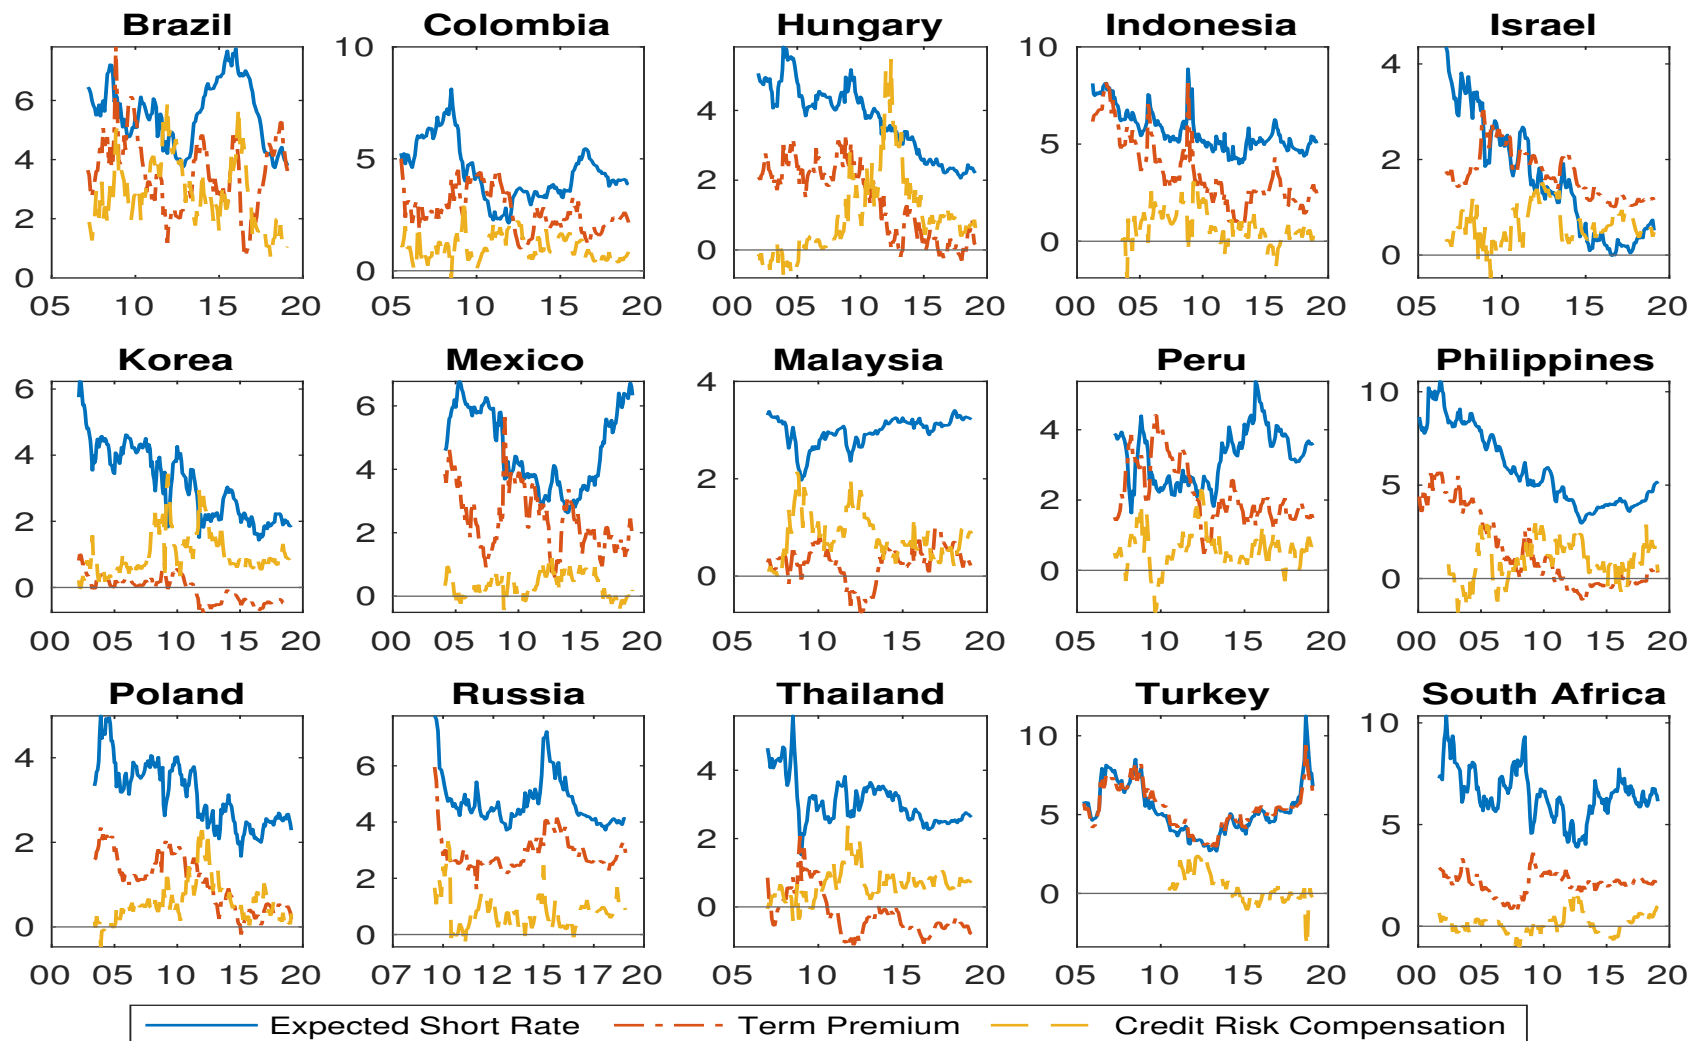 Brazil Colombia Hungary Indonesia Israel
6 4 2 0 05 10 15 20
10 5 0 05 10 15 20
4 2 0 00 05 10 15 20
10 5 0 00 05 10 15 20
4 2 0 05 10 15 20
Korea Mexico Malaysia Peru Philippines
6 4 2 0 00 05 10 15 20
6 4 2 0 00 05 10 15 20
4 2 0 05 10 15 20
4 2 0 05 10 15 20
10 5 0 00 05 10 15 20
Poland Russia Thailand Turkey South Africa
4 2 0 00 05 10 15 20
6 4 2 0 07 10 12 15 17 20
4 2 0 05 10 15 20
10 5 0 05 10 15 20
10 5 0 00 05 10 15 20
Expected Short Rate Term Premium Credit Risk Compensation